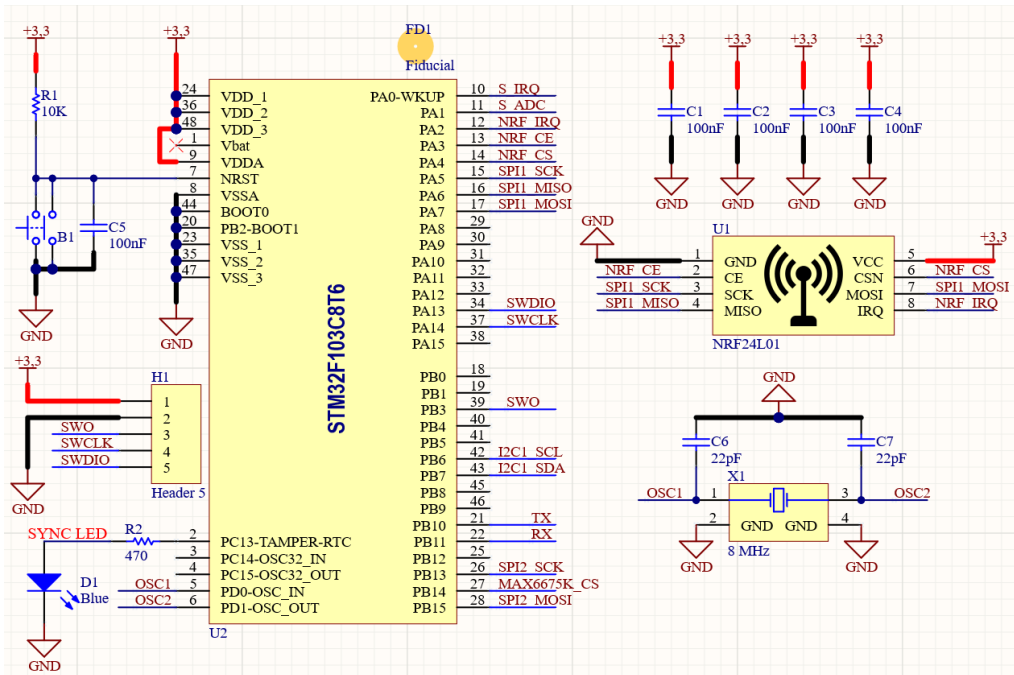 +3,3
R1
10K
B1
C5
100nF
GND
+3,3
GND
FD1
Fiducial
24 VDD_1
36 VDD_2
48 VDD_3
1 Vbat
9 VDDA
7 NRST
8 VSSA
44 BOOT0
20 PB2-BOOT1
23 VSS_1
35 VSS_2
47 VSS_3
2 PC13-TAMPER-RTC
3 PC14-OSC32_IN
4 PC15-OSC32_OUT
OSC1 5 PD0-OSC_IN
OSC2 6 PD1-OSC_OUT
STM32F103C8T6
U2
PA0-WKUP 10 S_IRQ
PA1 11 S_ADC
PA2 12 NRF_IRQ
PA3 13 NRF_CE
PA4 14 NRF_CS
PA5 15 SPI1_SCK
PA6 16 SPI1_MISO
PA7 17 SPI1_MOSI
PA8 29
PA9 30
PA10 31
PA11 32
PA12 33
PA13 34 SWDIO
PA14 37 SWCLK
PA15 38
PB0 18
PB1 19
PB3 39 SWO
PB4 40
PB5 41
PB6 42 I2C1_SCL
PB7 43 I2C1_SDA
PB8 45
PB9 46
PB10 21 TX
PB11 22 RX
PB12 25
PB13 26 SPI2_SCK
PB14 27 MAX6675K_CS
PB15 28 SPI2_MOSI
+3,3
H1
1
2
SWO 3
SWCLK 4
SWDIO 5
GND
Header 5
SYNC LED
R2
470
D1
Blue
GND
+3,3 +3,3 +3,3 +3,3
C1 C2 C3 C4
100nF 100nF 100nF 100nF
GND GND GND GND
GND
U1
+3,3
1 GND VCC 5
NRF_CE 2 CE CSN 6 NRF_CS
SPI1_SCK 3 SCK MOSI 7 SPI1_MOSI
SPI1_MISO 4 MISO IRQ 8 NRF_IRQ
NRF24L01
GND
C6 C7
22pF 22pF
X1
OSC1 1 3 OSC2
2 GND GND 4
8 MHz
GND GND